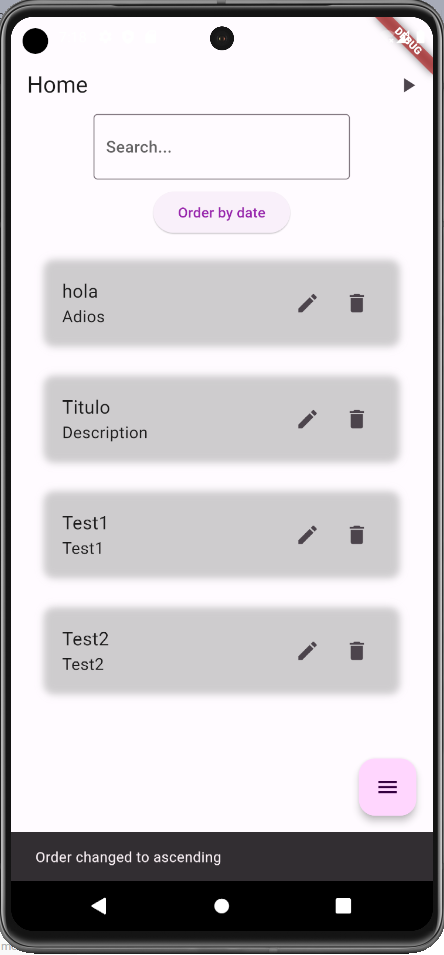 DEBUG
Home
Search...
Order by date
hola
Adios
Titulo
Description
Test1
Test1
Test2
Test2
Order changed to ascending